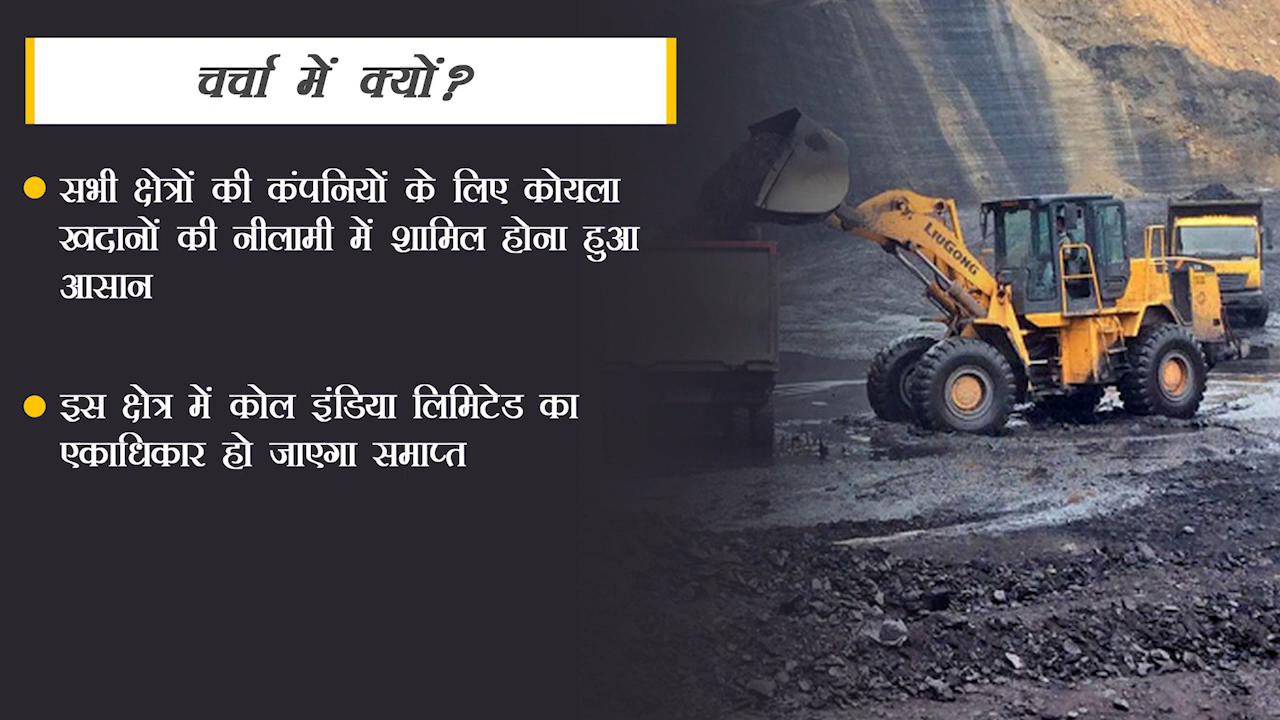 चर्चा में क्यों?
सभी क्षेत्रों की कंपनियों के लिए कोयला
खदानों की नीलामी में शामिल होना हुआ
आसान
इस क्षेत्र में कोल इंडिया लिमिटेड का
एकाधिकार हो जाएगा समाप्त
LIUGONG